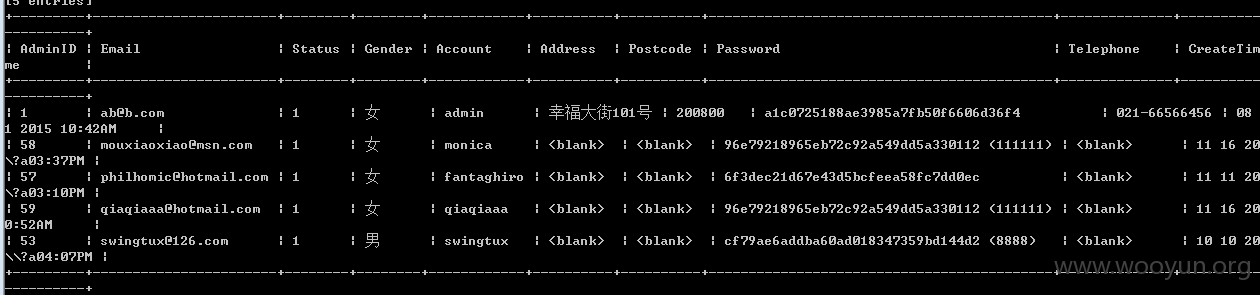 [5 entries]
AdminID | Email | Status | Gender | Account | Address | Postcode | Password | Telephone | CreateTim
me |
| 1 | ab@b.com | 1 | 女 | admin | 幸福大街101号 | 200800 | a1c0725188ae3985a7fb50f6606d36f4 | 021-66566456 | 08
1 2015 10:42AM |
| 58 | mouxiaoxiao@msn.com | 1 | 女 | monica | <blank> | <blank> | 96e79218965eb72c92a549dd5a330112 (111111) | <blank> | 11 16 20
\?a03:37PM |
| 57 | philhomic@hotmail.com | 1 | 女 | fantaghiro | <blank> | <blank> | 6f3dec21d67e43d5bcfeea58fc7dd0ec | <blank> | 11 11 20
\?a03:10PM |
| 59 | qiaqiaaa@hotmail.com | 1 | 女 | qiaqiaaa | <blank> | <blank> | 96e79218965eb72c92a549dd5a330112 (111111) | <blank> | 11 16 20
0:52AM |
| 53 | swingtux@126.com | 1 | 男 | swingtux | <blank> | <blank> | cf79ae6addba60ad018347359bd144d2 (8888) | <blank> | 10 10 20
\\?a04:07PM |
www.wooyun.org